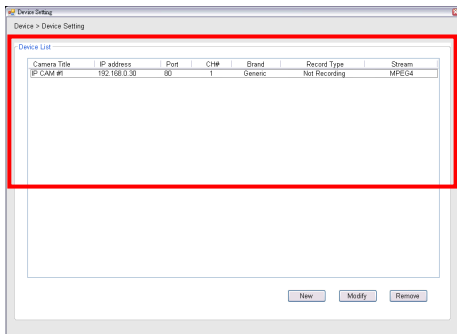 Device Setting
Device > Device Setting
Device List
Camera Title IP address Port CH# Brand Record Type Stream
IP CAM #1 192.168.0.30 80 1 Generic Not Recording MPEG4
New Modify Remove